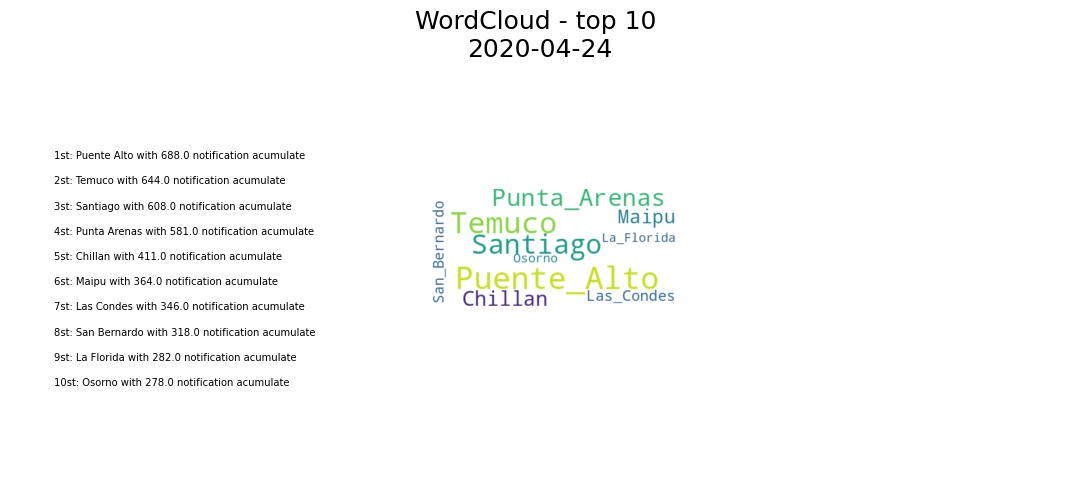 WordCloud - top 10
2020-04-24
1st: Puente Alto with 688.0 notification acumulate
2st: Temuco with 644.0 notification acumulate
3st: Santiago with 608.0 notification acumulate
4st: Punta Arenas with 581.0 notification acumulate
5st: Chillan with 411.0 notification acumulate
6st: Maipu with 364.0 notification acumulate
7st: Las Condes with 346.0 notification acumulate
8st: San Bernardo with 318.0 notification acumulate
9st: La Florida with 282.0 notification acumulate
10st: Osorno with 278.0 notification acumulate
San_Bernardo
Punta_Arenas
Maipu
Temuco
La_Florida
Santiago
Osorno
Puente_Alto
Las_Condes
Chillan